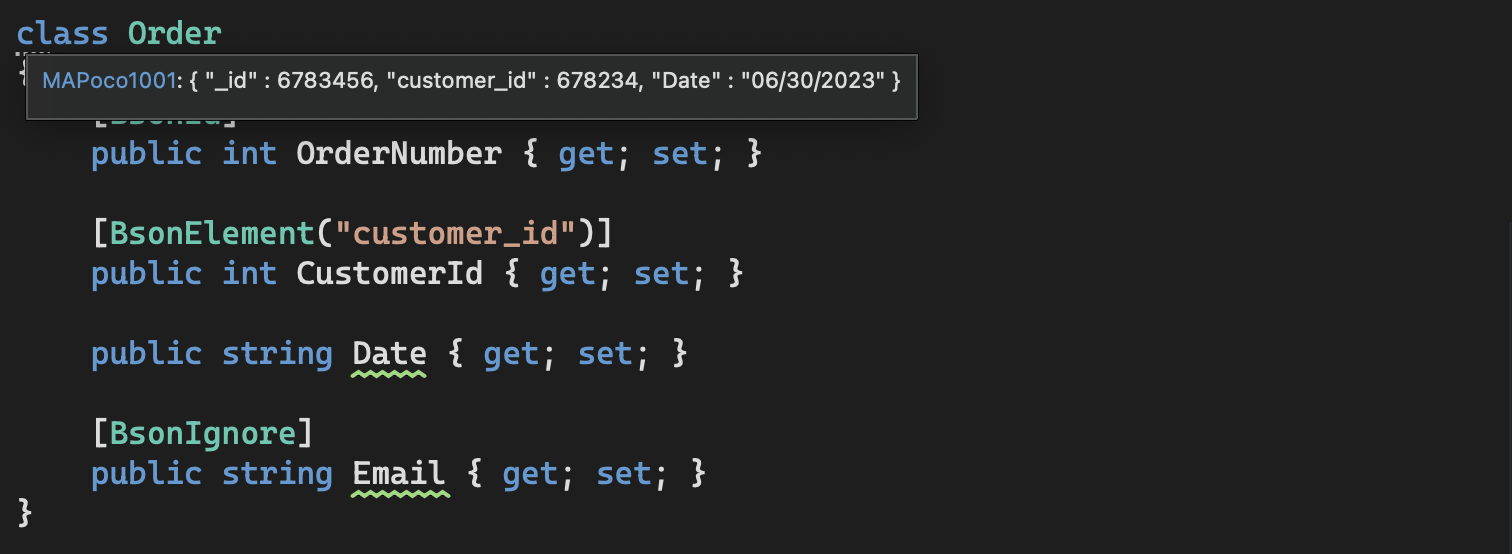 class Order
{
MAPoco1001: { "_id" : 6783456, "customer_id" : 678234, "Date" : "06/30/2023" }
[BsonId]
public int OrderNumber { get; set; }
[BsonElement("customer_id")]
public int CustomerId { get; set; }
public string Date { get; set; }
[BsonIgnore]
public string Email { get; set; }
}